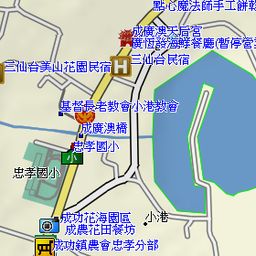 點心魔法師手工餅乾
成廣澳天后宮
廣恆發海鮮餐廳(暫停營業
三仙台民宿
三仙台美山花園民宿
基督長老教會小港教會
成廣澳橋
忠孝國小
小
忠孝國小
小港
成功花海園區
成農花田餐坊
成功鎮農會忠孝分部